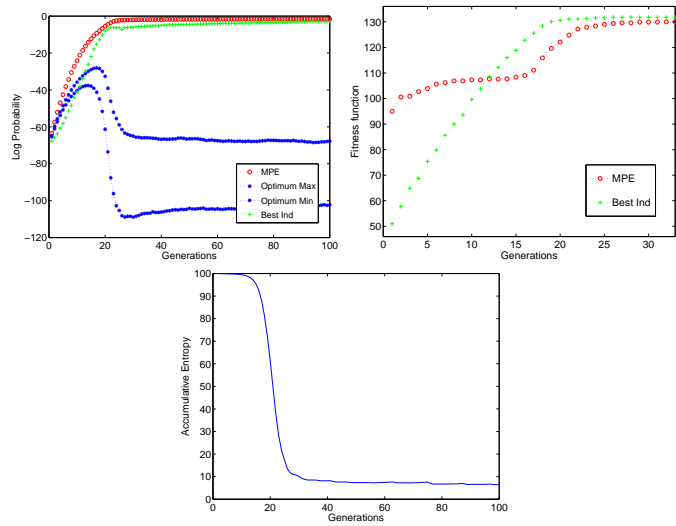 0
−20
−40
−60
−80
−100
−120
Log Probability
0 20 40 60 80 100
Generations
MPE
Optimum Max
Optimum Min
Best Ind
130
120
110
100
90
80
70
60
50
Fitness function
0 5 10 15 20 25 30
Generations
MPE
Best Ind
100
90
80
70
60
50
40
30
20
10
0
Accumulative Entropy
0 20 40 60 80 100
Generations